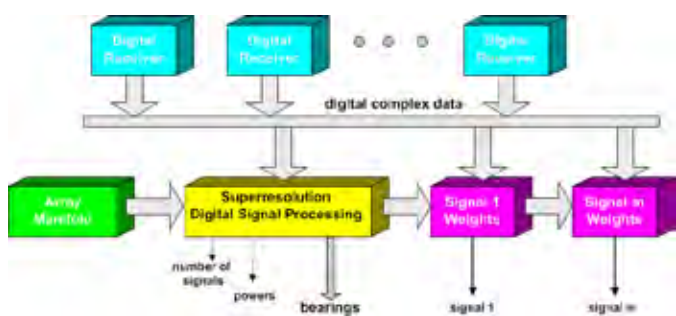 Digital
Receiver
Digital
Receiver
Digital
Receiver
digital complex data
Array
Manifold
Superresolution
Digital Signal Processing
Signal 1
Weights
Signal m
Weights
number of
signals
powers
bearings
signal 1
signal m